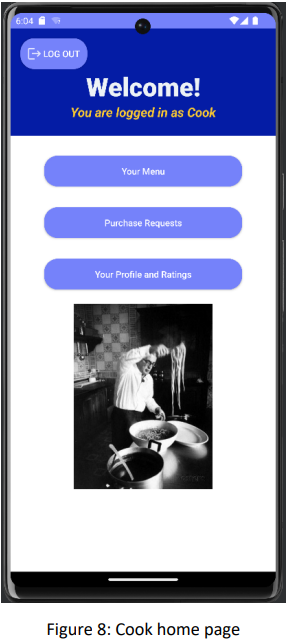 6:04
LOG OUT
Welcome!
You are logged in as Cook
Your Menu
Purchase Requests
Your Profile and Ratings
Figure 8: Cook home page